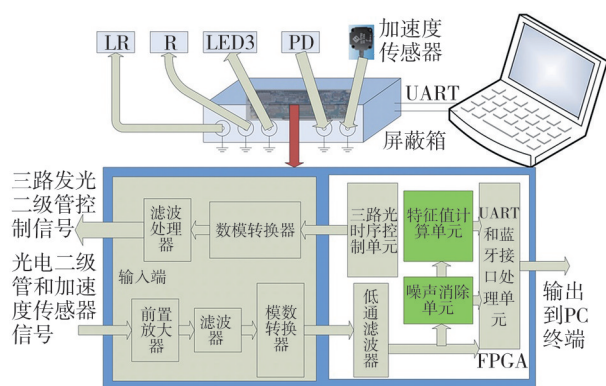 LR
R
LED3
PD
加速度
传感器
UART
屏蔽箱
三路发光
二级管控
制信号
滤波
处理器
数模转换器
三路光
时序控
制单元
特征值计
算单元
UART
和蓝
牙接
口处
理单
元
光电二级
管和加速
度传感器
信号
输入端
前置
放大
器
滤波
器
模数
转换
器
低
通
滤
波
器
噪声消除
单元
FPGA
输出
到PC
终端